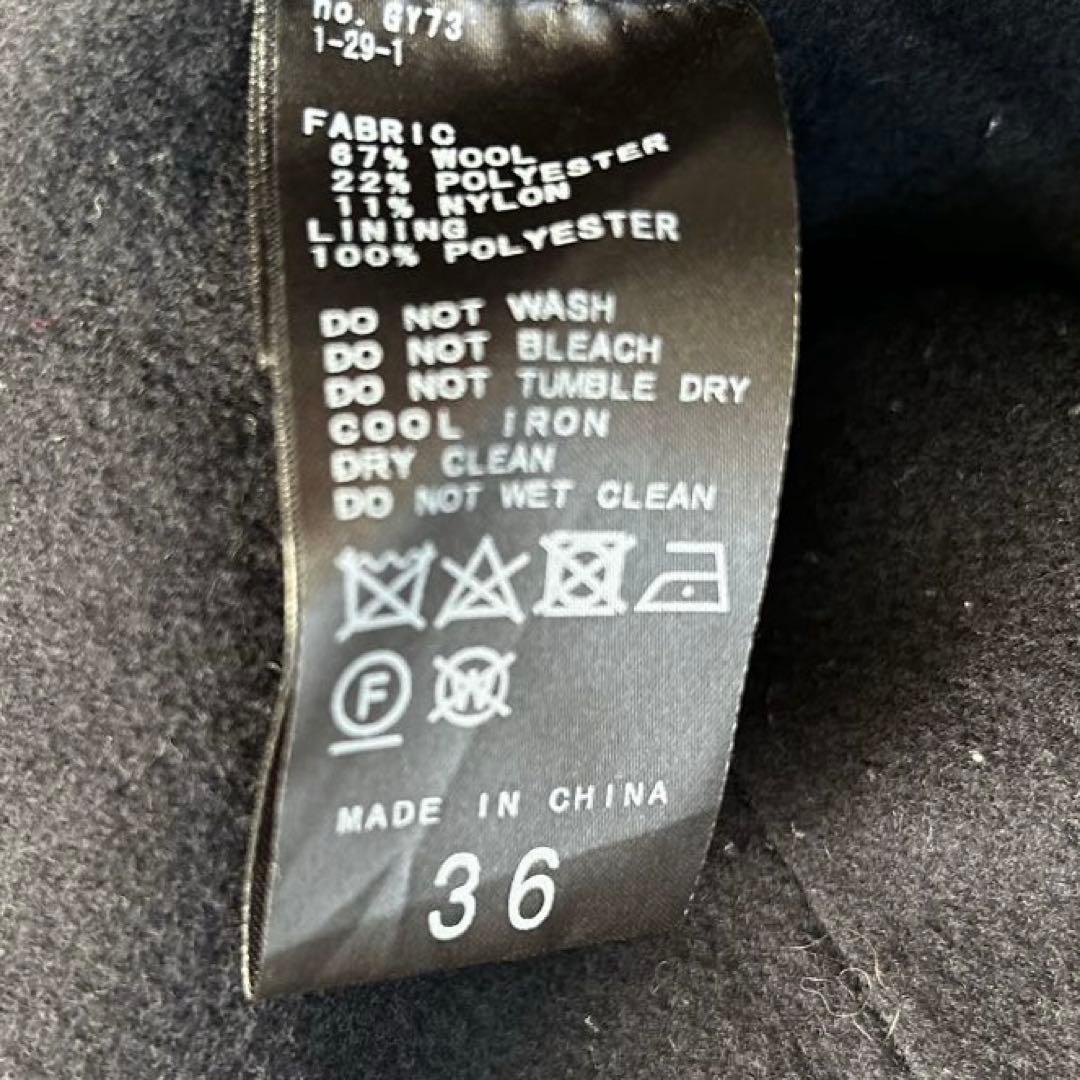 no. GY73
1-29-1
FABRIC
67% WOOL
22% POLYESTER
11% NYLON
LINING
100% POLYESTER
DO NOT WASH
DO NOT BLEACH
DO NOT TUMBLE DRY
COOL IRON
DRY CLEAN
DO NOT WET CLEAN
F W
MADE IN CHINA
36